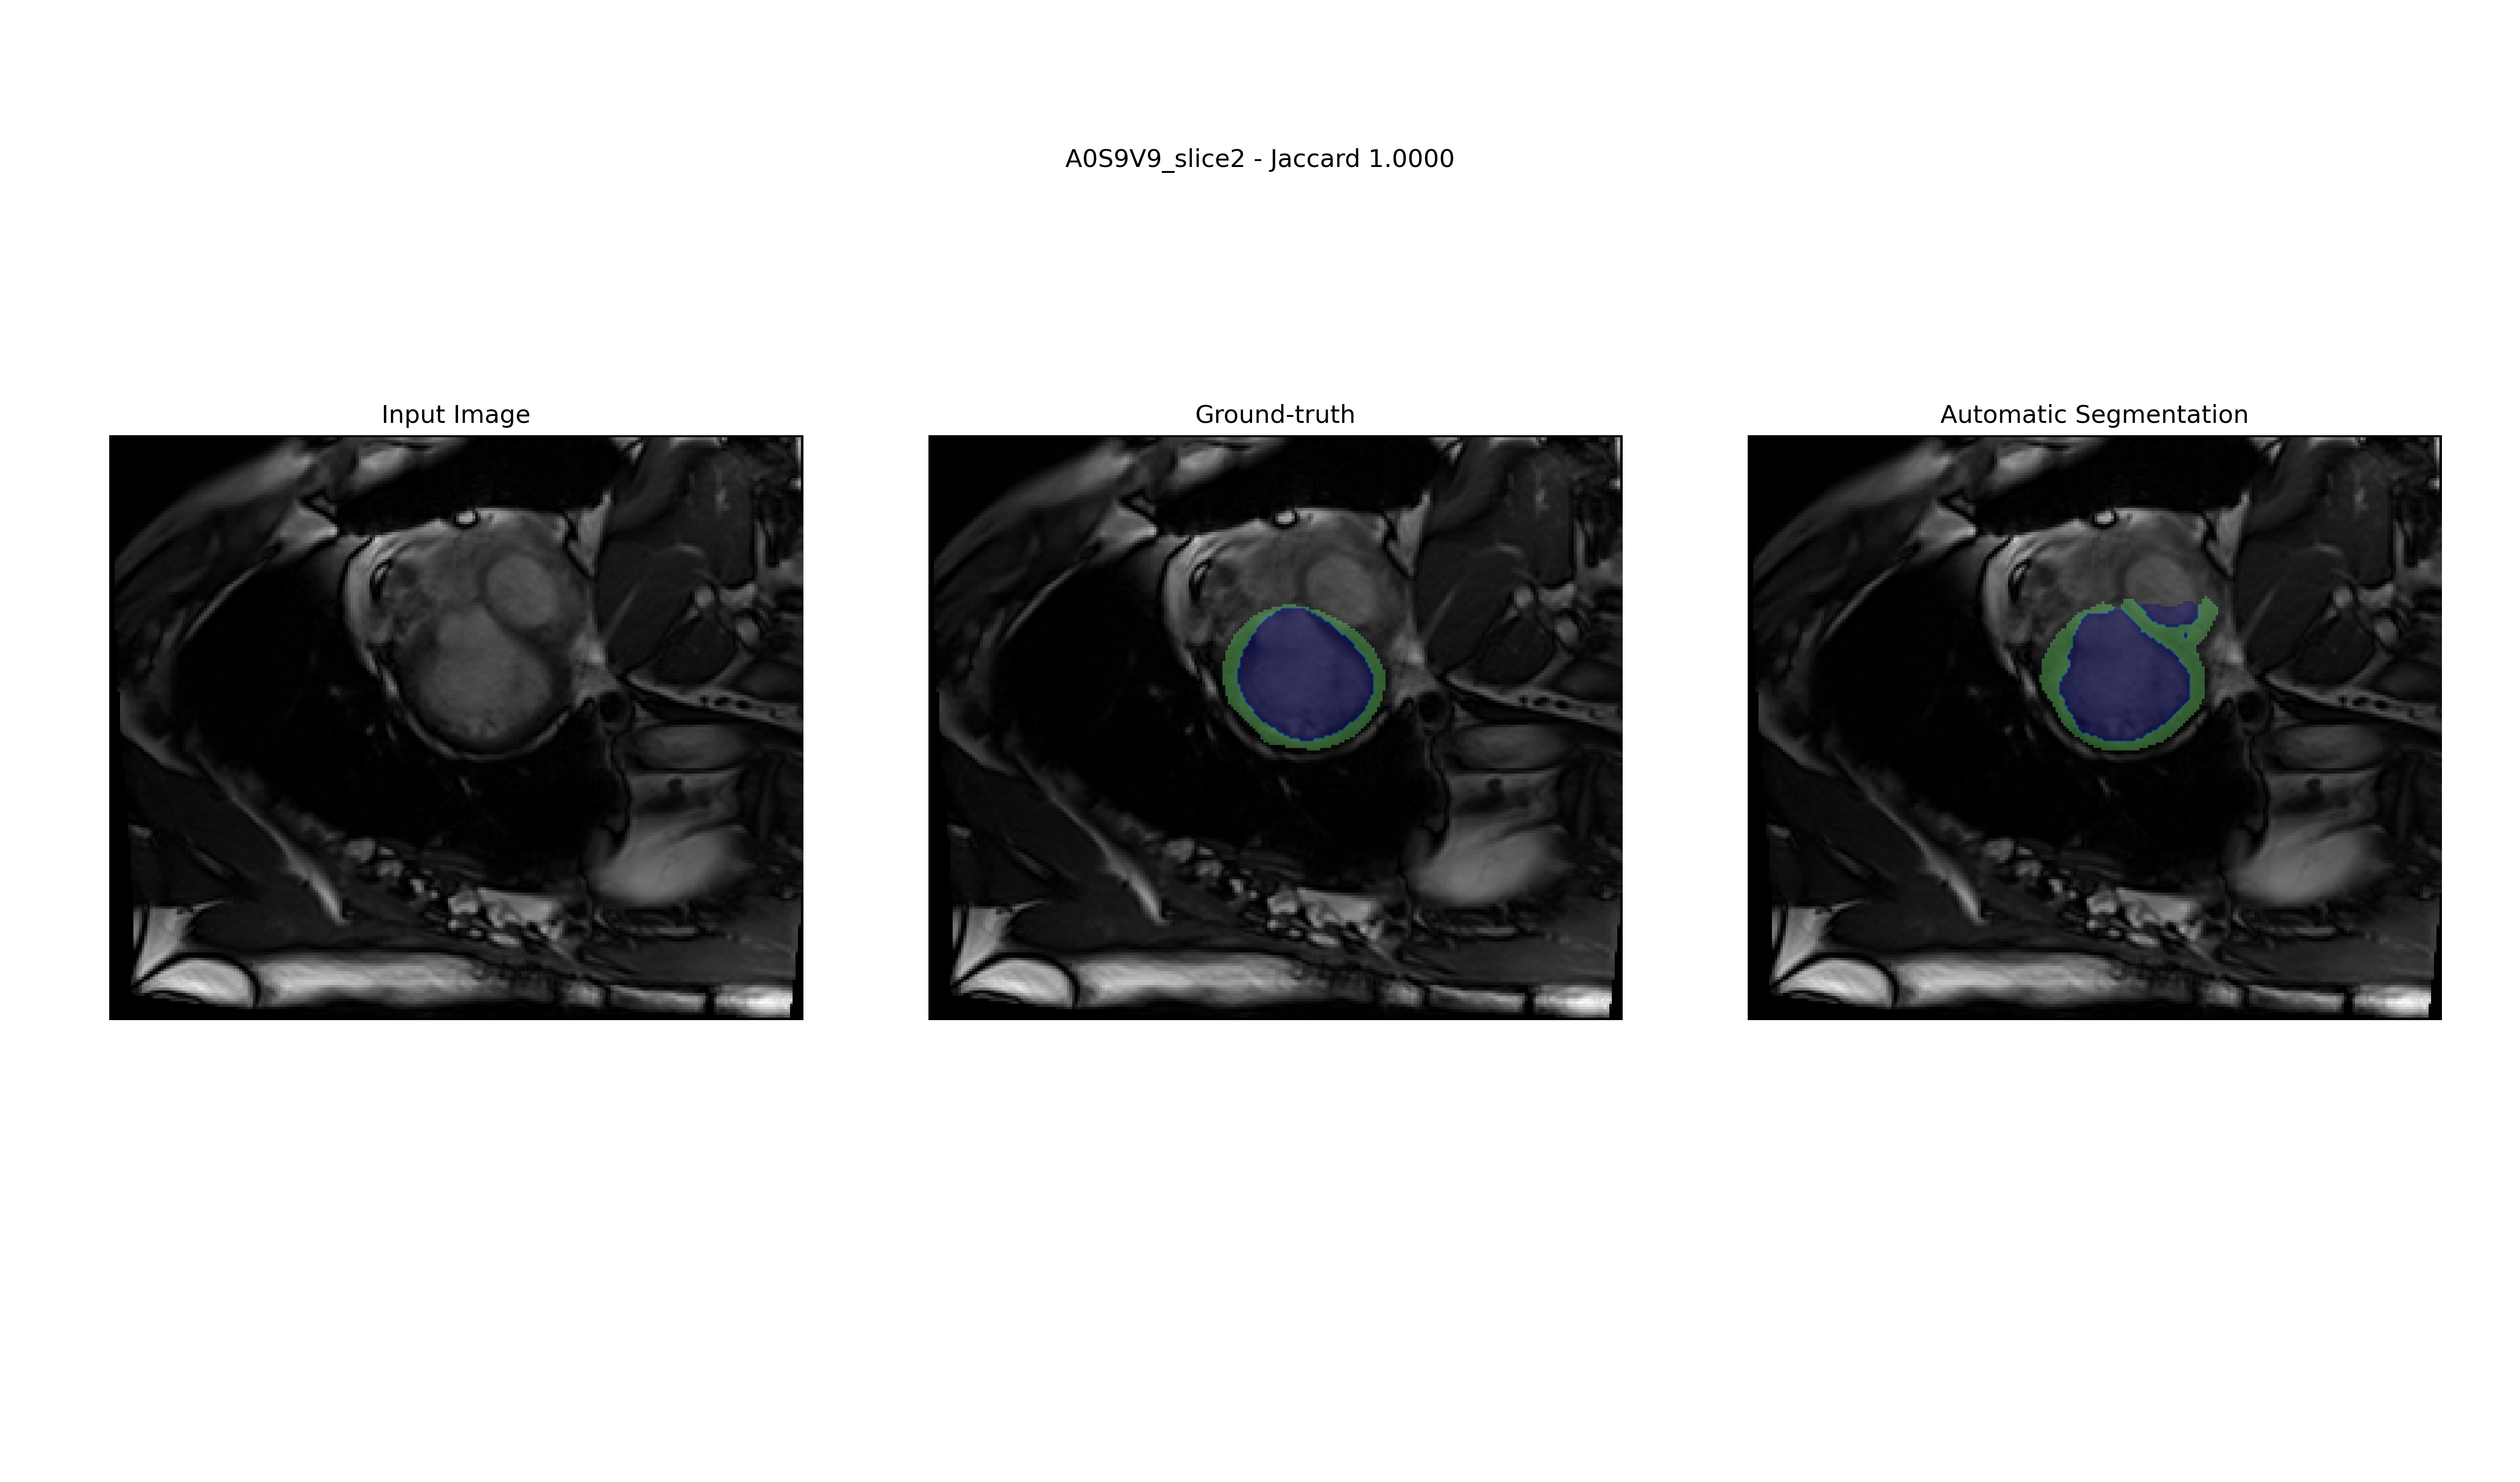 A0S9V9_slice2 - Jaccard 1.0000
Input Image
Ground-truth
Automatic Segmentation